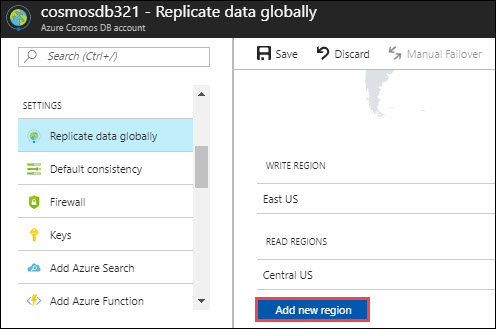 cosmosdb321 - Replicate data globally
Azure Cosmos DB account
Search (Ctrl+/)
Save
Discard
Manual Failover
SETTINGS
Replicate data globally
Default consistency
Firewall
Keys
Add Azure Search
Add Azure Function
WRITE REGION
East US
READ REGIONS
Central US
Add new region